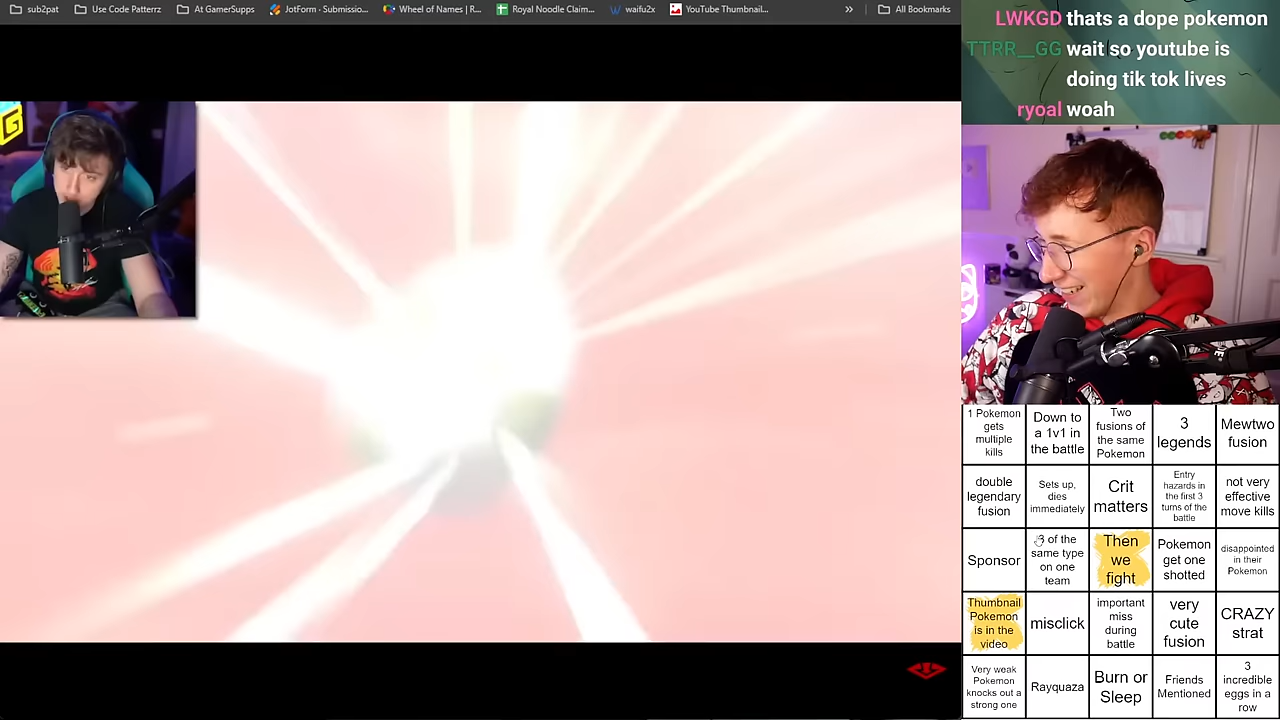 sub2pat
Use Code Patterrz
At GamerSupps
JotForm - Submissio...
Wheel of Names | R...
Royal Noodle Claim...
waifu2x
YouTube Thumbnail...
»
All Bookmarks
LWKGD thats a dope pokemon
TTRR__GG wait so youtube is
doing tik tok lives
ryoal woah
G
1 Pokemon
gets
multiple
kills
Down to
a 1v1 in
the battle
Two
fusions of
the same
Pokemon
3
legends
Mewtwo
fusion
double
legendary
fusion
Sets up,
dies
immediately
Crit
matters
Entry
hazards in
the first 3
turns of the
battle
not very
effective
move kills
Sponsor
3 of the
same type
on one
team
Then
we
fight
Pokemon
get one
shotted
disappointed
in their
Pokemon
Thumbnail
Pokemon
is in the
video
misclick
important
miss
during
battle
very
cute
fusion
CRAZY
strat
Very weak
Pokemon
knocks out a
strong one
Rayquaza
Burn or
Sleep
Friends
Mentioned
3
incredible
eggs in a
row